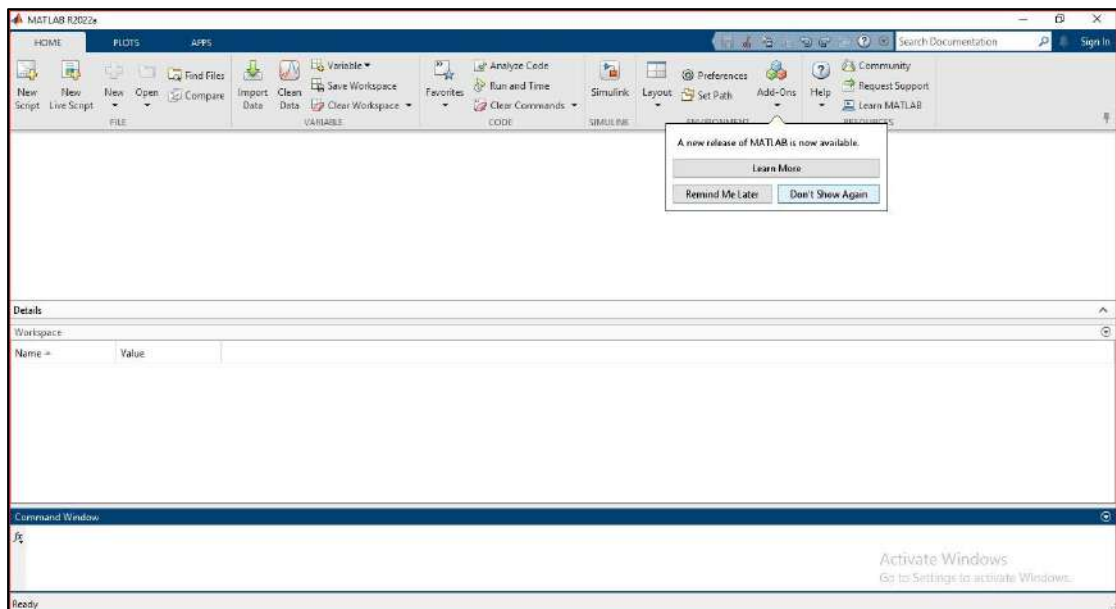 MATLAB R2022a
HOME PLOTS APPS
Search Documentation
Sign In
New Script
New Live Script
New
Open
Find Files
Compare
FILE
Import Data
Clean Data
Variable
Save Workspace
Clear Workspace
VARIABLE
Favorites
Analyze Code
Run and Time
Clear Commands
CODE
Simulink
SIMULINK
Layout
Preferences
Set Path
Add-Ons
ENVIRONMENT
Help
Community
Request Support
Learn MATLAB
RESOURCES
A new release of MATLAB is now available.
Learn More
Remind Me Later Don't Show Again
Details
Workspace
Name Value
Command Window
fx
Activate Windows
Go to Settings to activate Windows.
Ready